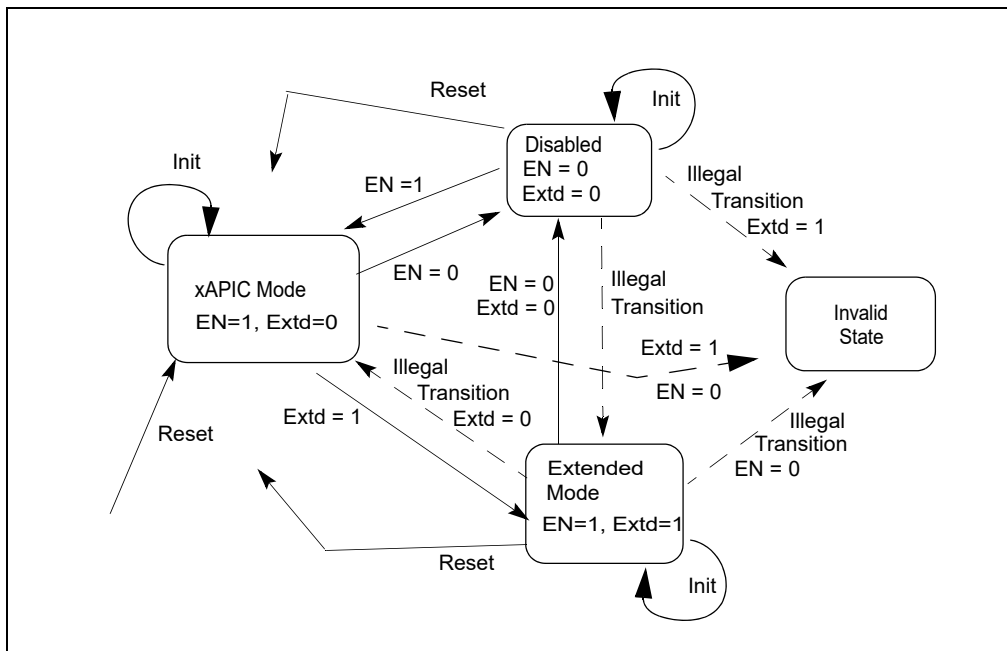 Reset
Init
Disabled
EN = 0
Extd = 0
Init
EN =1
Illegal
Transition
Extd = 1
xAPIC Mode
EN=1, Extd=0
EN = 0
EN = 0
Extd = 0
Illegal
Transition
Invalid
State
Extd = 1
EN = 0
Illegal
Transition
Extd = 0
Extd = 1
Reset
Illegal
Transition
EN = 0
Extended
Mode
EN=1, Extd=1
Reset
Init